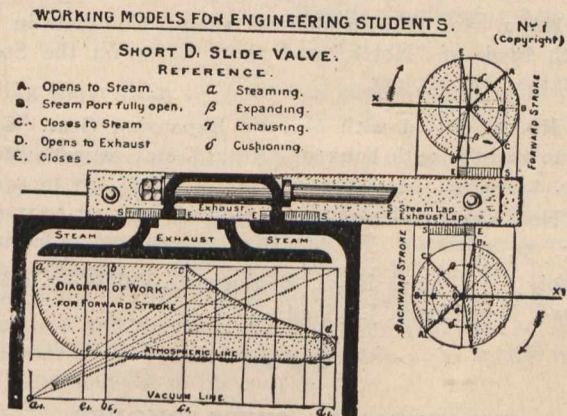 WORKING MODELS FOR ENGINEERING STUDENTS.
No 1
(Copyright)
SHORT D. SLIDE VALVE.
REFERENCE.
A. Opens to Steam. a Steaming.
B. Steam Port fully open. β Expanding.
C. Closes to Steam γ Exhausting.
D. Opens to Exhaust δ Cushioning.
E. Closes -
FORWARD STROKE
S Steam Lap
E Exhaust Lap
Exhaust
S E E S
STEAM EXHAUST STEAM
BACKWARD STROKE
a b c
DIAGRAM OF WORK
FOR FORWARD STROKE
d
e
ATMOSPHERIC LINE
VACUUM LINE